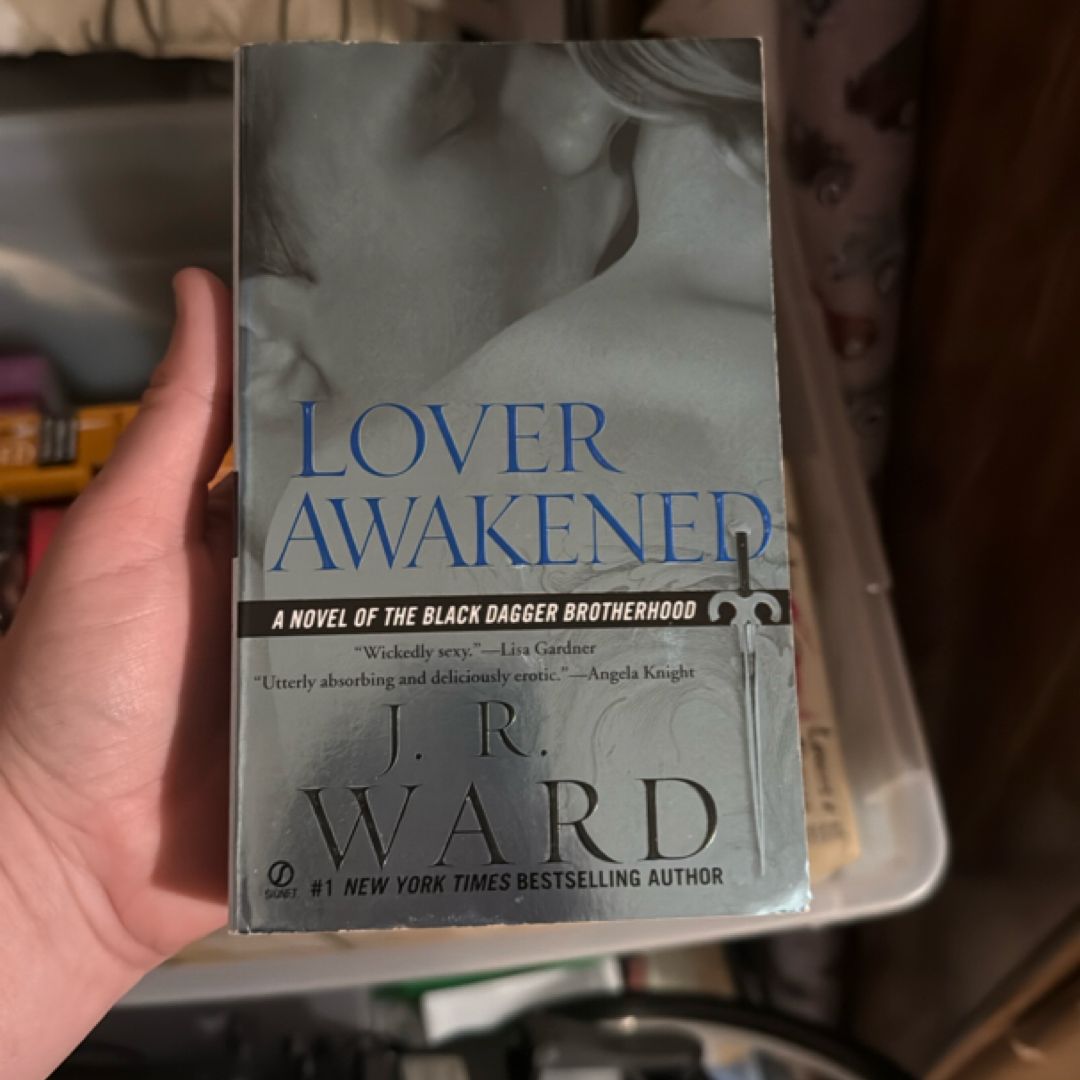 LOVER
AWAKENED
A NOVEL OF THE BLACK DAGGER BROTHERHOOD
“Wickedly sexy.”—Lisa Gardner
“Utterly absorbing and deliciously erotic.”—Angela Knight
J. R.
WARD
SIGNET
#1 NEW YORK TIMES BESTSELLING AUTHOR